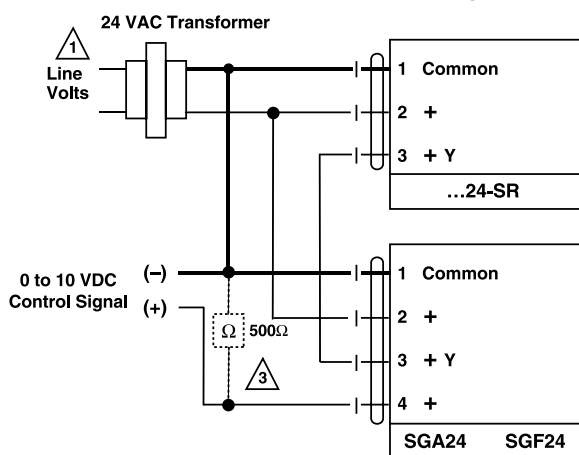 24 VAC Transformer
1
Line
Volts
1 Common
2 +
3 + Y
...24-SR
0 to 10 VDC
Control Signal
(–)
(+)
Ω 500Ω
3
1 Common
2 +
3 + Y
4 +
SGA24 SGF24